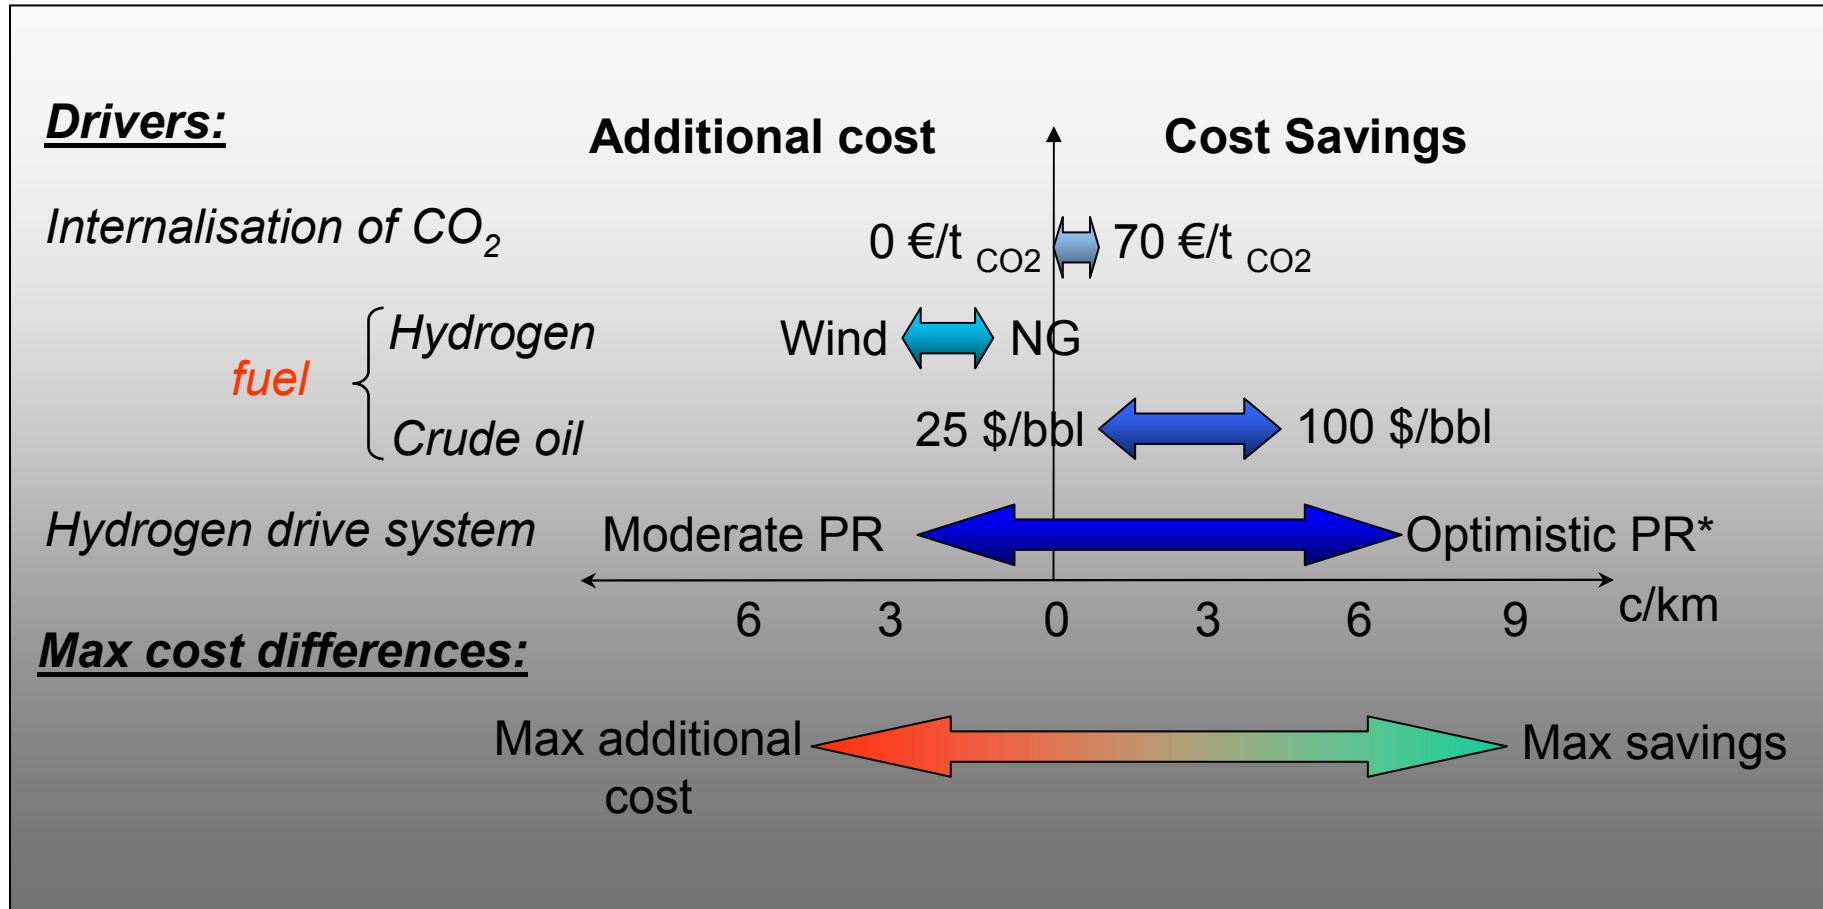 Drivers:
Additional cost
Cost Savings
Internalisation of CO2
0 €/t CO2
70 €/t CO2
fuel
Hydrogen
Wind
NG
Crude oil
25 $/bbl
100 $/bbl
Hydrogen drive system
Moderate PR
Optimistic PR*
6 3 0 3 6 9 c/km
Max cost differences:
Max additional
cost
Max savings